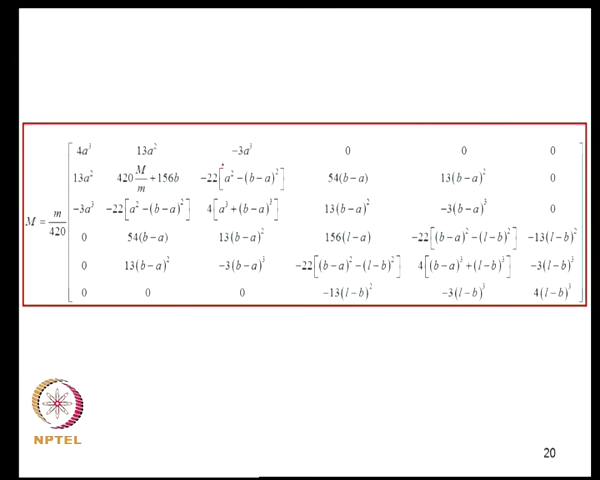 4a³ 13a² −3a³ 0 0 0
13a² 420 M/m + 156b −22[a² − (b−a)²] 54(b−a) 13(b−a)² 0
−3a³ −22[a² − (b−a)²] 4[a³ + (b−a)³] 13(b−a)² −3(b−a)³ 0
M = m/420
0 54(b−a) 13(b−a)² 156(l−a) −22[(b−a)² − (l−b)²] −13(l−b)²
0 13(b−a)² −3(b−a)³ −22[(b−a)² − (l−b)²] 4[(b−a)³ + (l−b)³] −3(l−b)³
0 0 0 −13(l−b)² −3(l−b)³ 4(l−b)³
NPTEL
20